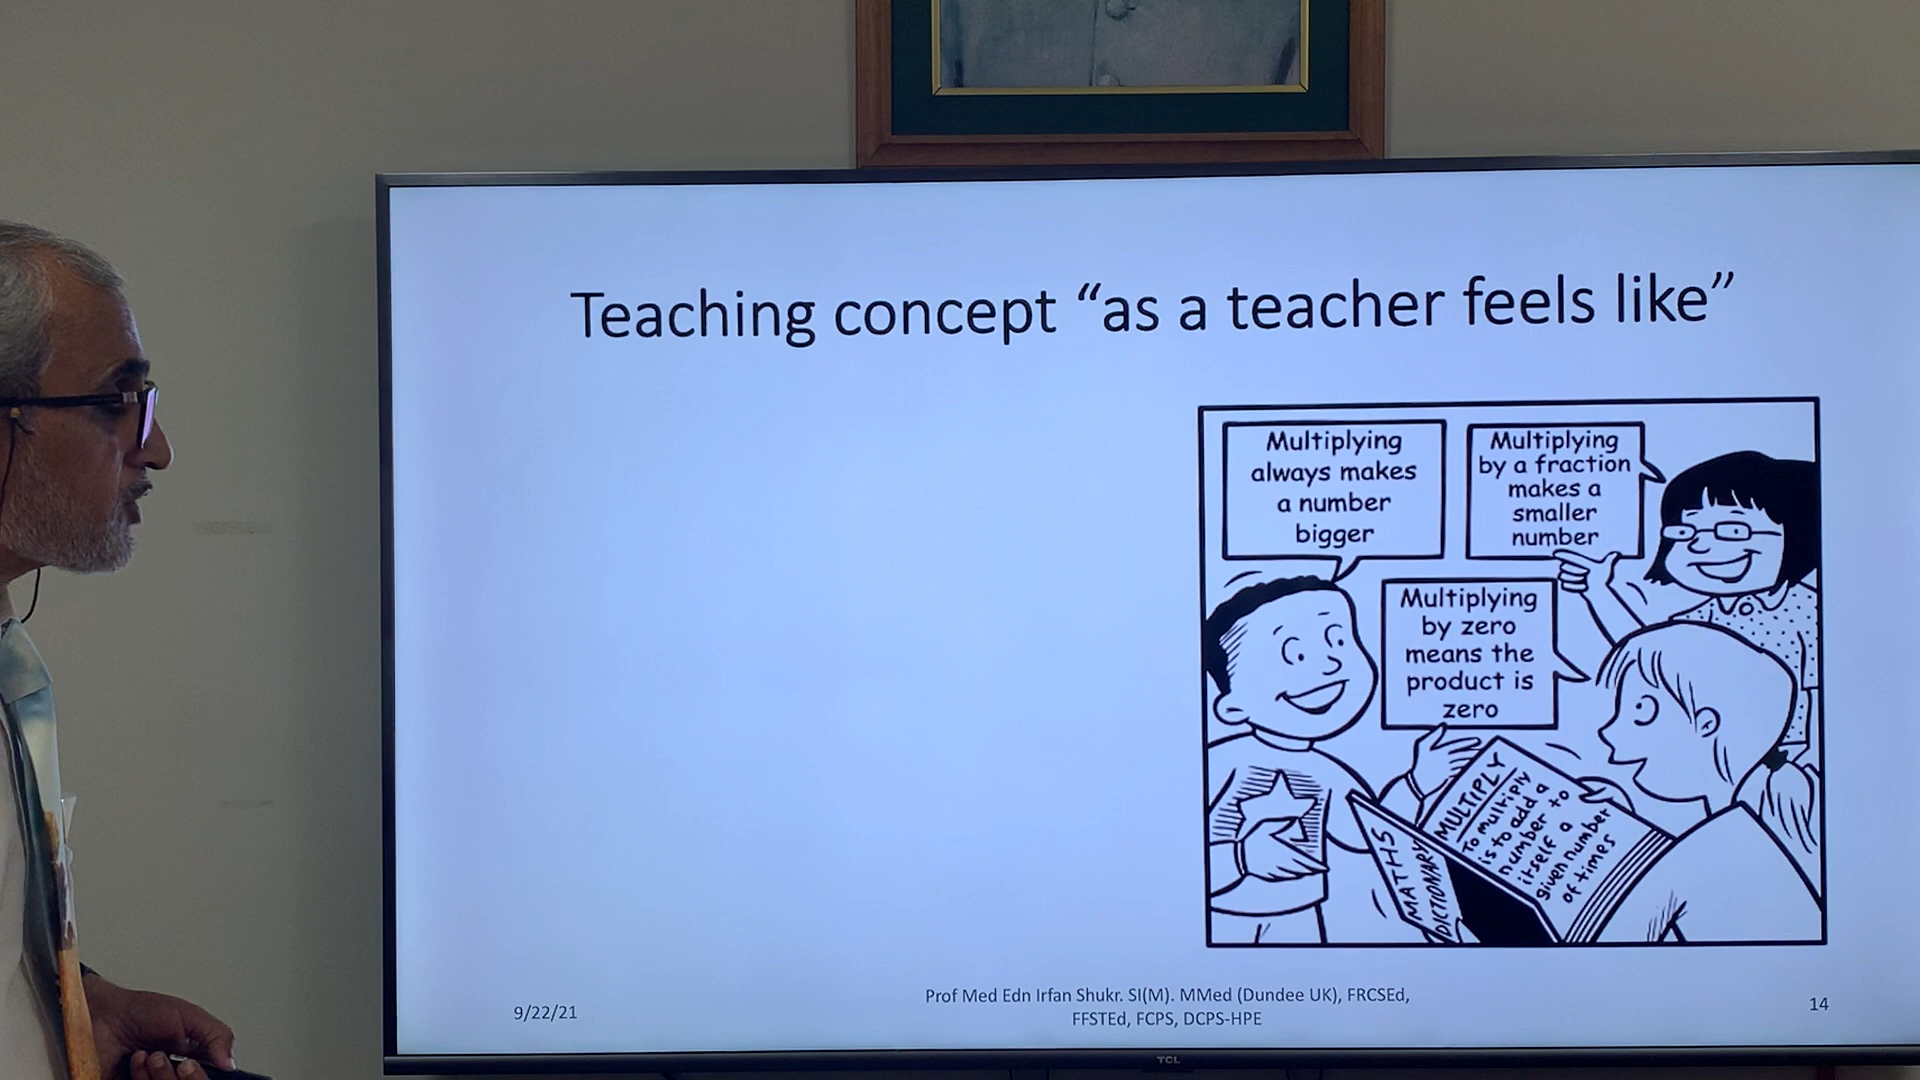 Teaching concept “as a teacher feels like”
Multiplying
always makes
a number
bigger
Multiplying
by a fraction
makes a
smaller
number
Multiplying
by zero
means the
product is
zero
MATHS
DICTIONARY
MULTIPLY
To multiply
is to add a
number to
itself a
given number
of times
9/22/21
Prof Med Edn Irfan Shukr. SI(M). MMed (Dundee UK), FRCSEd,
FFSTEd, FCPS, DCPS-HPE
14
TCL